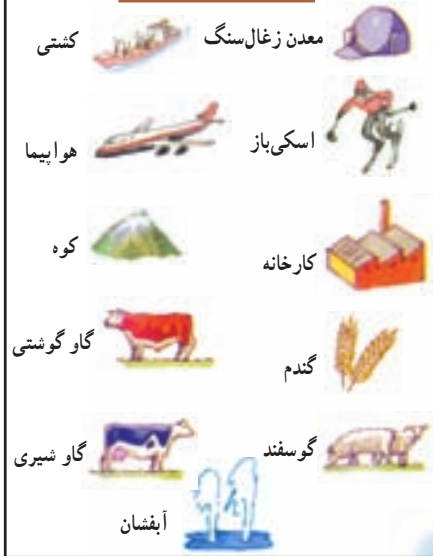 معدن زغال‌سنگ
کشتی
اسکی‌باز
هواپیما
کوه
کارخانه
گاو گوشتی
گندم
گاو شیری
گوسفند
آبفشان